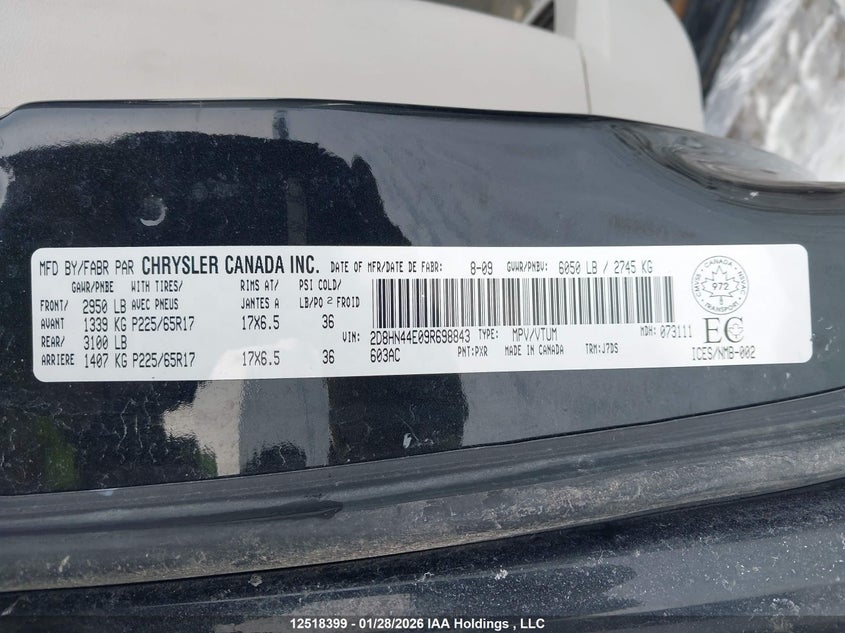 MFD BY/FABR PAR CHRYSLER CANADA INC. DATE OF MFR/DATE DE FABR: 8-09 GVWR/PNBV: 6050 LB / 2745 KG
GAWR/PNBE WITH TIRES/ RIMS AT/ PSI COLD/
FRONT/ 2950 LB AVEC PNEUS JANTES A LB/PO 2 FROID
AVANT 1339 KG P225/65R17 17X6.5 36
REAR/ 3100 LB
ARRIERE 1407 KG P225/65R17 17X6.5 36
VIN: 2D8HN44E09R698843 TYPE: MPV/VTUM MDH: 073111
603AC PNT:PXR MADE IN CANADA TRM:J7DS
CANADA
972
TRANSPORT
EC
ICES/NMB-002
12518399 - 01/28/2026 IAA Holdings , LLC